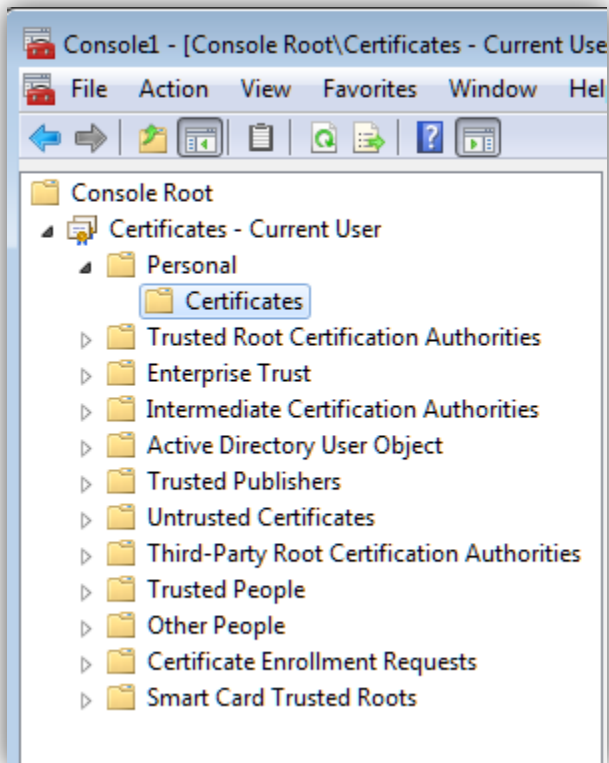 Console1 - [Console Root\Certificates - Current Use
File Action View Favorites Window Hel
Console Root
Certificates - Current User
Personal
Certificates
Trusted Root Certification Authorities
Enterprise Trust
Intermediate Certification Authorities
Active Directory User Object
Trusted Publishers
Untrusted Certificates
Third-Party Root Certification Authorities
Trusted People
Other People
Certificate Enrollment Requests
Smart Card Trusted Roots